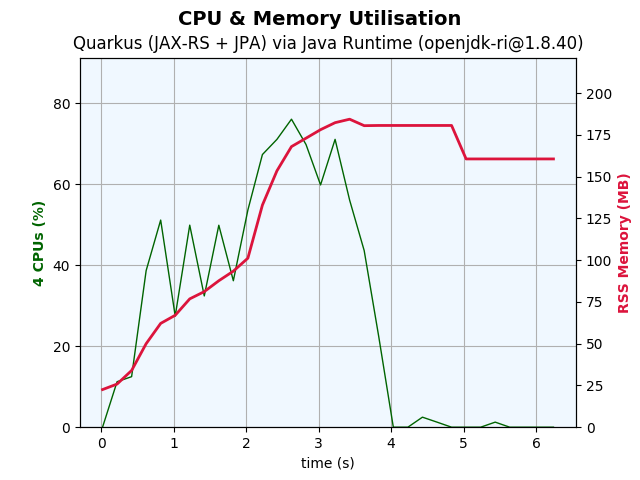 CPU & Memory Utilisation
Quarkus (JAX-RS + JPA) via Java Runtime (openjdk-ri@1.8.40)
4 CPUs (%)
80
60
40
20
0
200
175
150
125
100
75
50
25
0
RSS Memory (MB)
0 1 2 3 4 5 6
time (s)